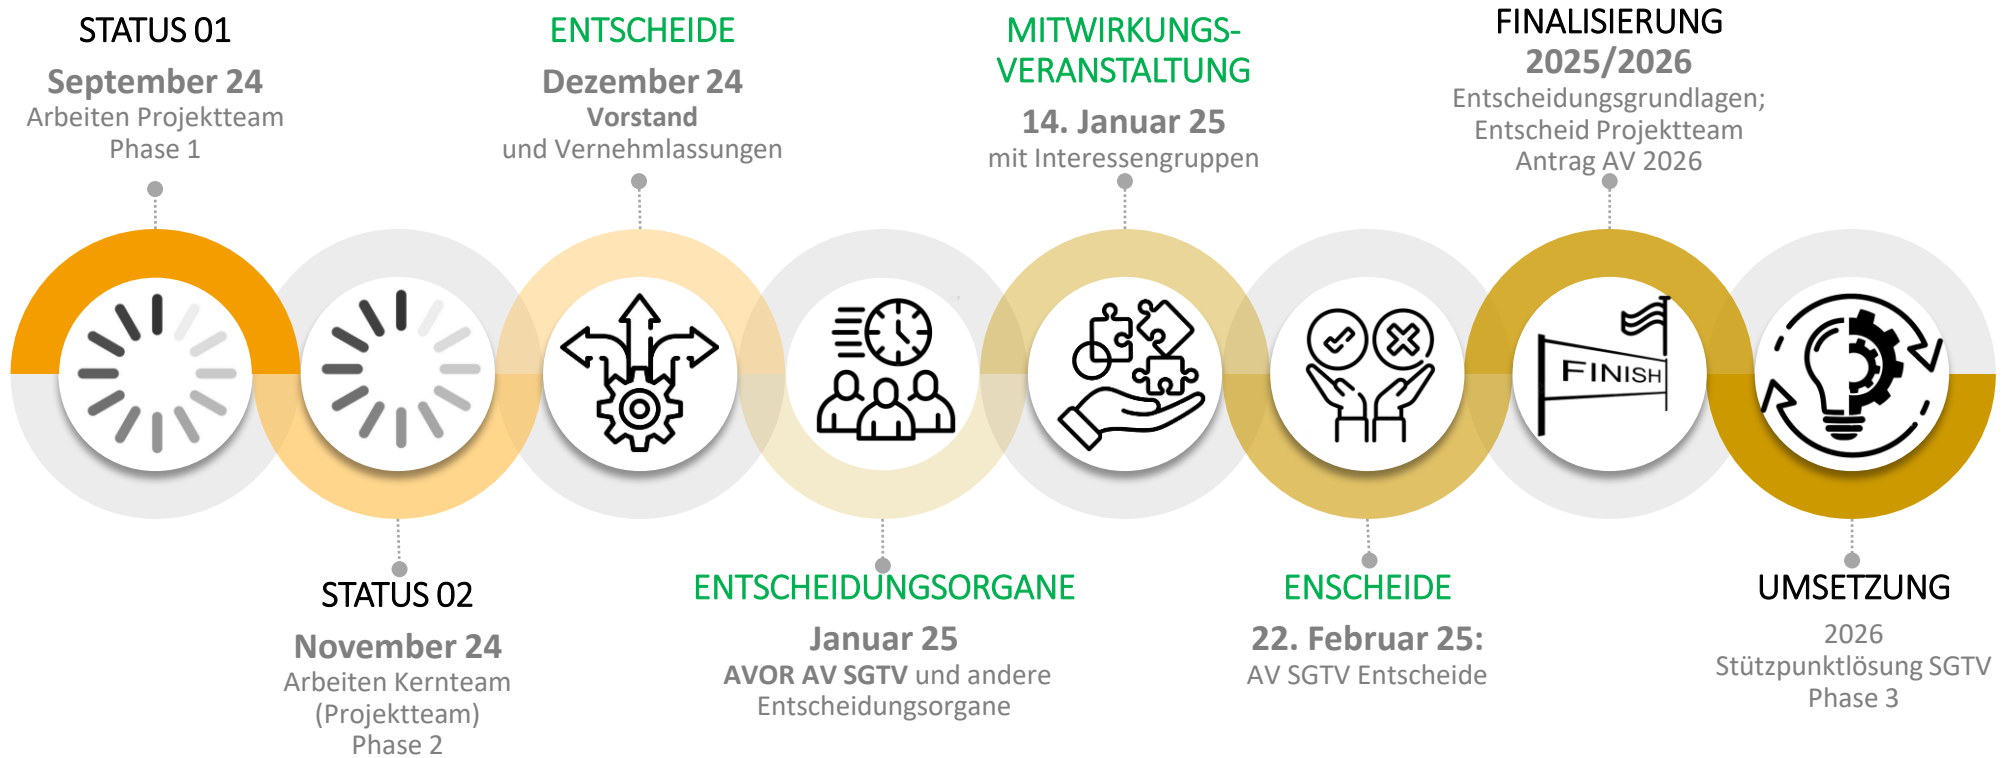 STATUS 01
September 24
Arbeiten Projektteam
Phase 1
ENTSCHEIDE
Dezember 24
Vorstand
und Vernehmlassungen
MITWIRKUNGS-
VERANSTALTUNG
14. Januar 25
mit Interessengruppen
FINALISIERUNG
2025/2026
Entscheidungsgrundlagen;
Entscheid Projektteam
Antrag AV 2026
FINISH
STATUS 02
November 24
Arbeiten Kernteam
(Projektteam)
Phase 2
ENTSCHEIDUNGSORGANE
Januar 25
AVOR AV SGTV und andere
Entscheidungsorgane
ENSCHEIDE
22. Februar 25:
AV SGTV Entscheide
UMSETZUNG
2026
Stützpunktlösung SGTV
Phase 3